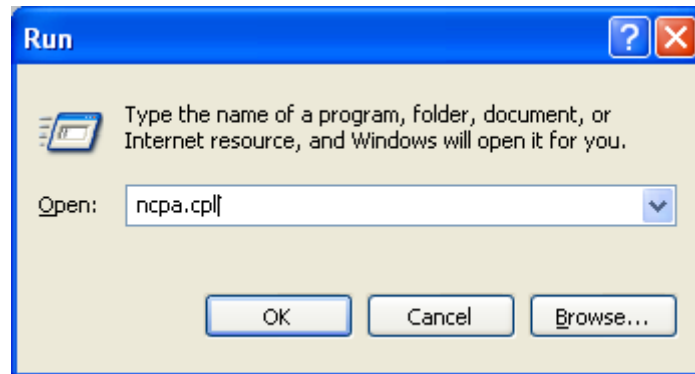 Run
Type the name of a program, folder, document, or
Internet resource, and Windows will open it for you.
Open: ncpa.cpl
OK Cancel Browse...